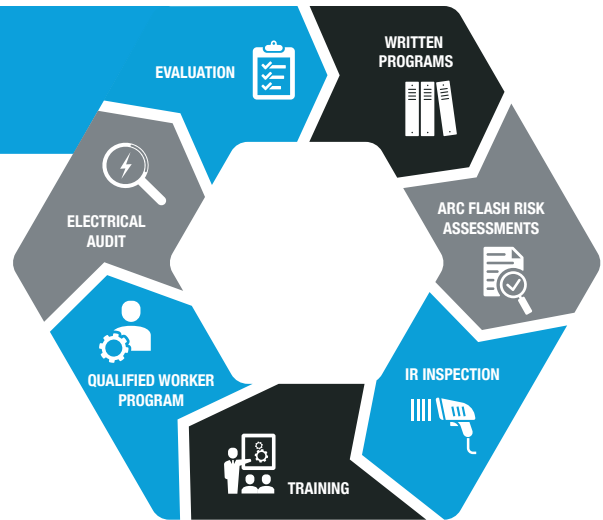 EVALUATION
WRITTEN
PROGRAMS
ARC FLASH RISK
ASSESSMENTS
IR INSPECTION
TRAINING
QUALIFIED WORKER
PROGRAM
ELECTRICAL
AUDIT